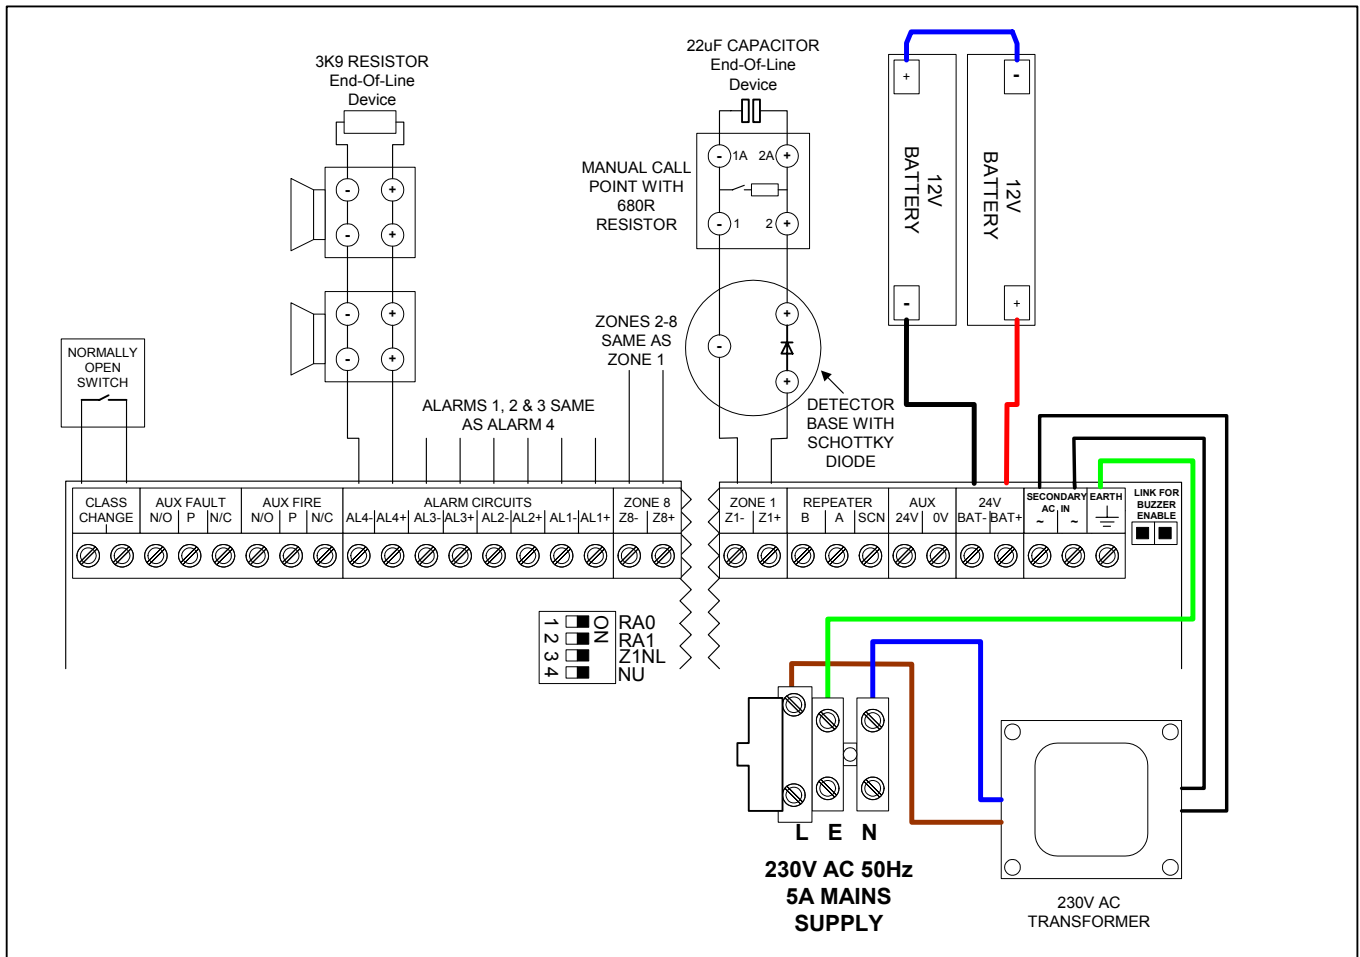 3K9 RESISTOR
End-Of-Line
Device
22uF CAPACITOR
End-Of-Line
Device
MANUAL CALL
POINT WITH
680R
RESISTOR
- 1A 2A +
- 1 2 +
+ -
12V
BATTERY
12V
BATTERY
- +
- +
- +
- +
- +
ZONES 2-8
SAME AS
ZONE 1
+
-
+
NORMALLY
OPEN
SWITCH
ALARMS 1, 2 & 3 SAME
AS ALARM 4
DETECTOR
BASE WITH
SCHOTTKY
DIODE
CLASS
CHANGE
AUX FAULT
N/O P N/C
AUX FIRE
N/O P N/C
ALARM CIRCUITS
AL4- AL4+ AL3- AL3+ AL2- AL2+ AL1- AL1+
ZONE 8
Z8- Z8+
ZONE 1
Z1- Z1+
REPEATER
B A SCN
AUX
24V 0V
24V
BAT- BAT+
SECONDARY
AC IN
~ ~
EARTH
LINK FOR
BUZZER
ENABLE
ON
1 RA0
2 RA1
3 Z1NL
4 NU
L E N
230V AC 50Hz
5A MAINS
SUPPLY
230V AC
TRANSFORMER